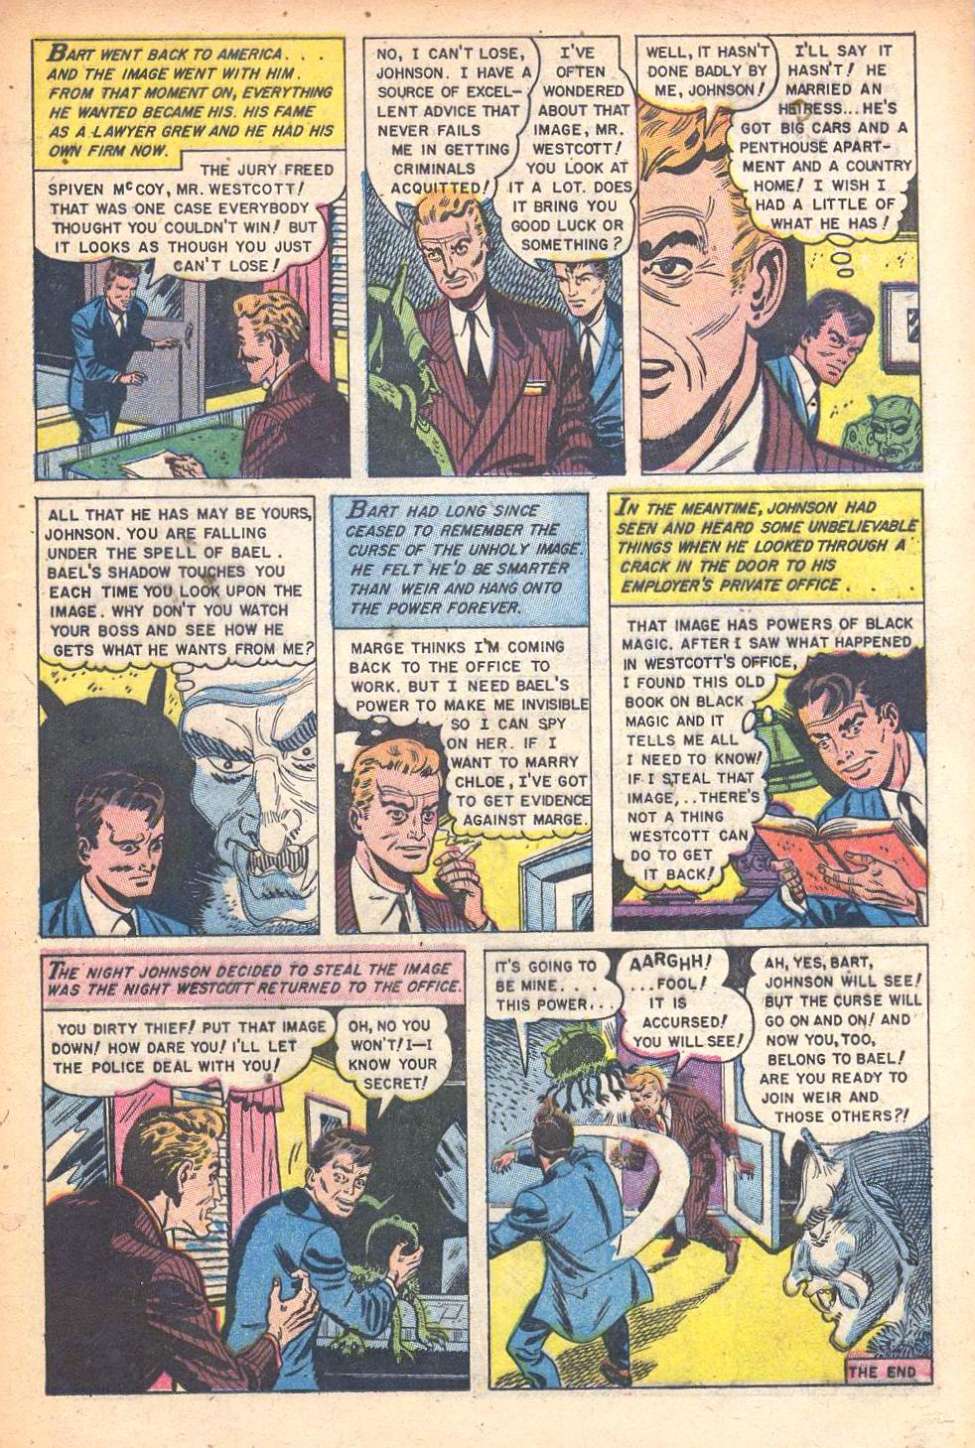 BART WENT BACK TO AMERICA. . .
AND THE IMAGE WENT WITH HIM.
FROM THAT MOMENT ON, EVERYTHING
HE WANTED BECAME HIS. HIS FAME
AS A LAWYER GREW AND HE HAD HIS
OWN FIRM NOW.
THE JURY FREED
SPIVEN McCOY, MR. WESTCOTT!
THAT WAS ONE CASE EVERYBODY
THOUGHT YOU COULDN'T WIN! BUT
IT LOOKS AS THOUGH YOU JUST
CAN'T LOSE!
NO, I CAN'T LOSE,
JOHNSON. I HAVE A
SOURCE OF EXCEL-
LENT ADVICE THAT
NEVER FAILS
ME IN GETTING
CRIMINALS
ACQUITTED!
I'VE
OFTEN
WONDERED
ABOUT THAT
IMAGE, MR.
WESTCOTT!
YOU LOOK AT
IT A LOT. DOES
IT BRING YOU
GOOD LUCK OR
SOMETHING?
WELL, IT HASN'T
DONE BADLY BY
ME, JOHNSON!
I'LL SAY IT
HASN'T! HE
MARRIED AN
HEIRESS...HE'S
GOT BIG CARS AND A
PENTHOUSE APART-
MENT AND A COUNTRY
HOME! I WISH I
HAD A LITTLE OF
WHAT HE HAS!
ALL THAT HE HAS MAY BE YOURS,
JOHNSON. YOU ARE FALLING
UNDER THE SPELL OF BAEL.
BAEL'S SHADOW TOUCHES YOU
EACH TIME YOU LOOK UPON THE
IMAGE. WHY DON'T YOU WATCH
YOUR BOSS AND SEE HOW HE
GETS WHAT HE WANTS FROM ME?
BART HAD LONG SINCE
CEASED TO REMEMBER THE
CURSE OF THE UNHOLY IMAGE.
HE FELT HE'D BE SMARTER
THAN WEIR AND HANG ONTO
THE POWER FOREVER.
MARGE THINKS I'M COMING
BACK TO THE OFFICE TO
WORK. BUT I NEED BAEL'S
POWER TO MAKE ME INVISIBLE
SO I CAN SPY
ON HER. IF I
WANT TO MARRY
CHLOE, I'VE GOT
TO GET EVIDENCE
AGAINST MARGE.
IN THE MEANTIME, JOHNSON HAD
SEEN AND HEARD SOME UNBELIEVABLE
THINGS WHEN HE LOOKED THROUGH A
CRACK IN THE DOOR TO HIS
EMPLOYER'S PRIVATE OFFICE . . . .
THAT IMAGE HAS POWERS OF BLACK
MAGIC. AFTER I SAW WHAT HAPPENED
IN WESTCOTT'S OFFICE,
I FOUND THIS OLD
BOOK ON BLACK
MAGIC AND IT
TELLS ME ALL
I NEED TO KNOW!
IF I STEAL THAT
IMAGE,...THERE'S
NOT A THING
WESTCOTT CAN
DO TO GET
IT BACK!
THE NIGHT JOHNSON DECIDED TO STEAL THE IMAGE
WAS THE NIGHT WESTCOTT RETURNED TO THE OFFICE.
YOU DIRTY THIEF! PUT THAT IMAGE
DOWN! HOW DARE YOU! I'LL LET
THE POLICE DEAL WITH YOU!
OH, NO YOU
WON'T! I—I
KNOW YOUR
SECRET!
IT'S GOING TO
BE MINE. . .
THIS POWER...
AARGHH!
...FOOL!
IT IS
ACCURSED!
YOU WILL SEE!
AH, YES, BART,
JOHNSON WILL SEE!
BUT THE CURSE WILL
GO ON AND ON! AND
NOW YOU, TOO,
BELONG TO BAEL!
ARE YOU READY TO
JOIN WEIR AND
THOSE OTHERS?!
THE END